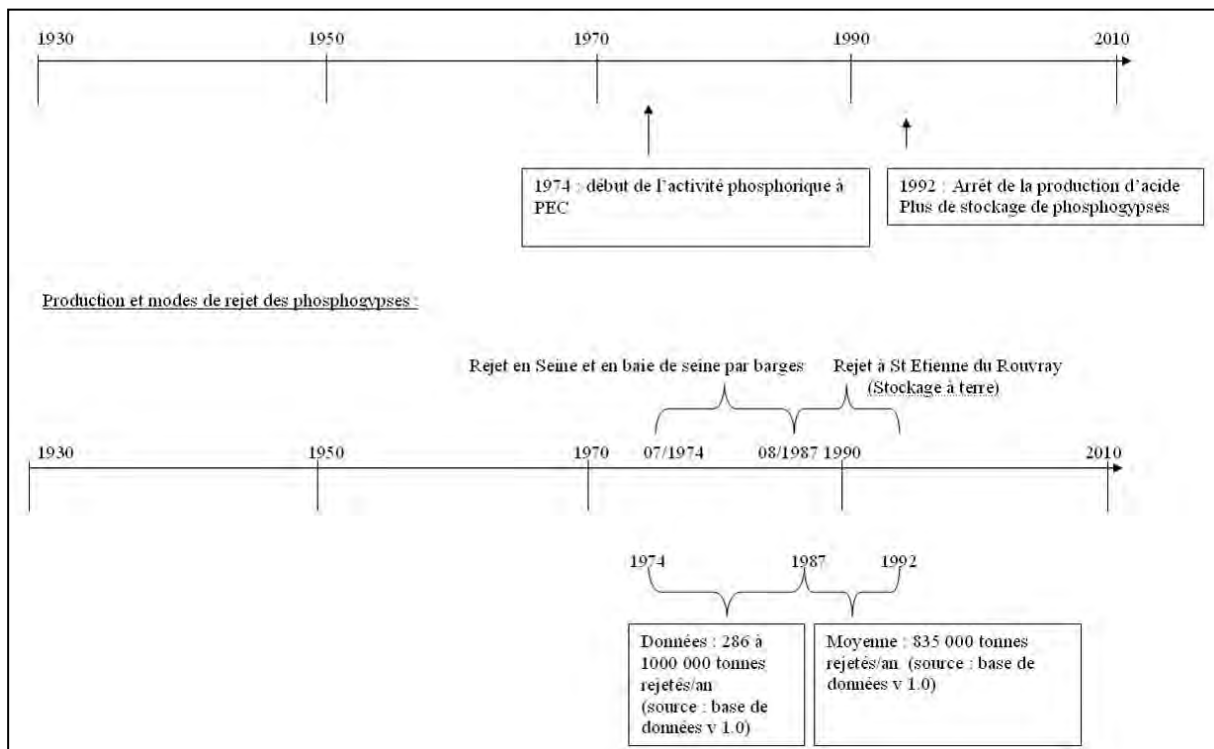 1930 1950 1970 1990 2010
1974 : début de l'activité phosphorique à
PEC
1992 : Arrêt de la production d'acide
Plus de stockage de phosphogypses
Production et modes de rejet des phosphogypses :
Rejet en Seine et en baie de seine par barges
Rejet à St Etienne du Rouvray
(Stockage à terre)
1930 1950 1970 07/1974 08/1987 1990 2010
1974 1987 1992
Données : 286 à
1000 000 tonnes
rejetés/an
(source : base de
données v 1.0)
Moyenne : 835 000 tonnes
rejetés/an (source : base de
données v 1.0)